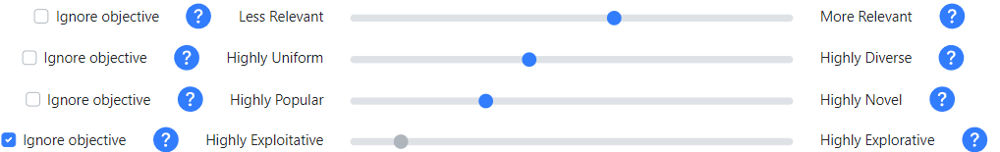 Ignore objective ? Less Relevant More Relevant ?
Ignore objective ? Highly Uniform Highly Diverse ?
Ignore objective ? Highly Popular Highly Novel ?
Ignore objective ? Highly Exploitative Highly Explorative ?